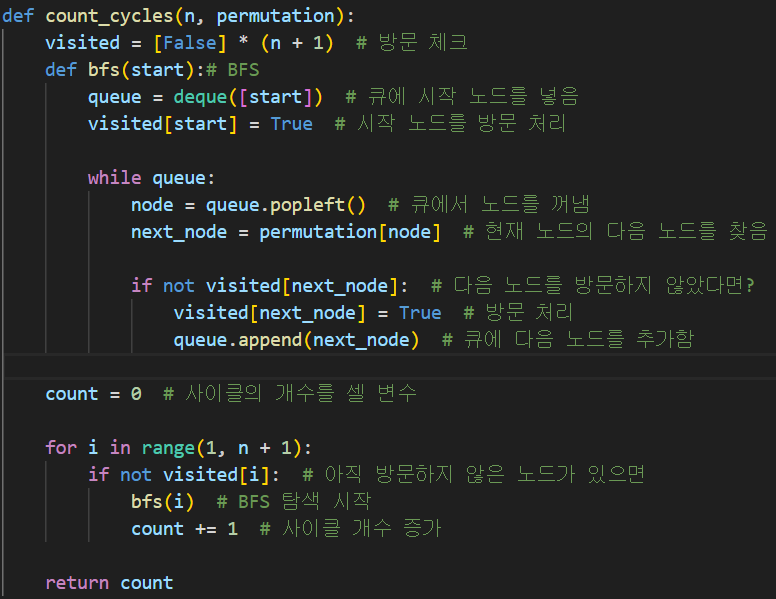 def count_cycles(n, permutation):
    visited = [False] * (n + 1)  # 방문 체크
    def bfs(start):# BFS
        queue = deque([start])  # 큐에 시작 노드를 넣음
        visited[start] = True  # 시작 노드를 방문 처리
        while queue:
            node = queue.popleft()  # 큐에서 노드를 꺼냄
            next_node = permutation[node]  # 현재 노드의 다음 노드를 찾음
            if not visited[next_node]:  # 다음 노드를 방문하지 않았다면?
                visited[next_node] = True  # 방문 처리
                queue.append(next_node)  # 큐에 다음 노드를 추가함
    count = 0  # 사이클의 개수를 셀 변수
    for i in range(1, n + 1):
        if not visited[i]:  # 아직 방문하지 않은 노드가 있으면
            bfs(i)  # BFS 탐색 시작
            count += 1  # 사이클 개수 증가
    return count